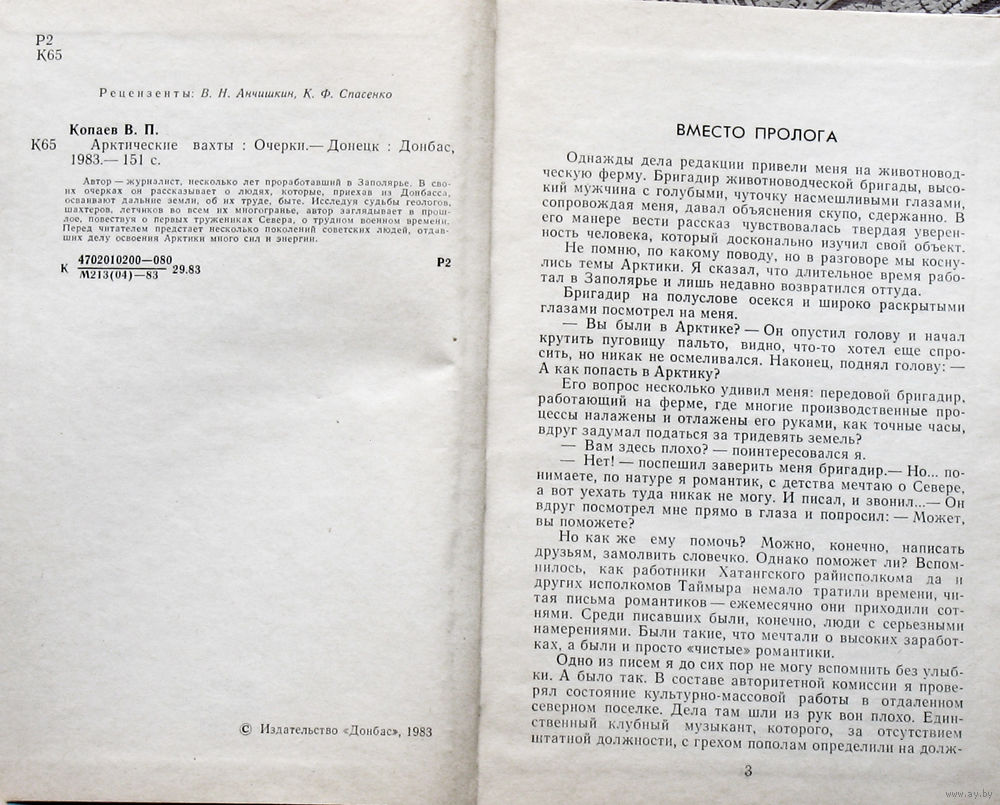 Р2
К65
Рецензенты: В. Н. Анчишкин, К. Ф. Спасенко
Копаев В. П.
К65 Арктические вахты : Очерки.— Донецк : Донбас,
1983.— 151 с.
Автор — журналист, несколько лет проработавший в Заполярье. В сво-
их очерках он рассказывает о людях, которые, приехав из Донбасса,
осваивают дальние земли, об их труде, быте. Исследуя судьбы геологов,
шахтеров, летчиков во всем их многогранье, автор заглядывает в прош-
лое, повествуя о первых тружениках Севера, о трудном военном времени.
Перед читателем предстает несколько поколений советских людей, отдав-
ших делу освоения Арктики много сил и энергии.
К 4702010200—080
М213(04)—83 29.83 Р2
© Издательство «Донбас», 1983
ВМЕСТО ПРОЛОГА
Однажды дела редакции привели меня на животновод-
ческую ферму. Бригадир животноводческой бригады, высо-
кий мужчина с голубыми, чуточку насмешливыми глазами,
сопровождая меня, давал объяснения скупо, сдержанно. В
его манере вести рассказ чувствовалась твердая уверен-
ность человека, который досконально изучил свой объект.
Не помню, по какому поводу, но в разговоре мы косну-
лись темы Арктики. Я сказал, что длительное время рабо-
тал в Заполярье и лишь недавно возвратился оттуда.
Бригадир на полуслове осекся и широко раскрытыми
глазами посмотрел на меня.
— Вы были в Арктике? — Он опустил голову и начал
крутить пуговицу пальто, видно, что-то хотел еще спро-
сить, но никак не осмеливался. Наконец, поднял голову: —
А как попасть в Арктику?
Его вопрос несколько удивил меня: передовой бригадир,
работающий на ферме, где многие производственные про-
цессы налажены и отлажены его руками, как точные часы,
вдруг задумал податься за тридевять земель?
— Вам здесь плохо? — поинтересовался я.
— Нет! — поспешил заверить меня бригадир.— Но... по-
нимаете, по натуре я романтик, с детства мечтаю о Севере,
а вот уехать туда никак не могу. И писал, и звонил...— Он
вдруг посмотрел мне прямо в глаза и попросил: — Может,
вы поможете?
Но как же ему помочь? Можно, конечно, написать
друзьям, замолвить словечко. Однако поможет ли? Вспом-
нилось, как работники Хатангского райисполкома да и
других исполкомов Таймыра немало тратили времени, чи-
тая письма романтиков — ежемесячно они приходили сот-
нями. Среди писавших были, конечно, люди с серьезными
намерениями. Были такие, что мечтали о высоких заработ-
ках, а были и просто «чистые» романтики.
Одно из писем я до сих пор не могу вспомнить без улыб-
ки. А было так. В составе авторитетной комиссии я прове-
рял состояние культурно-массовой работы в отдаленном
северном поселке. Дела там шли из рук вон плохо. Един-
ственный клубный музыкант, которого, за отсутствием
штатной должности, с грехом пополам определили на долж-
3
www.ay.by